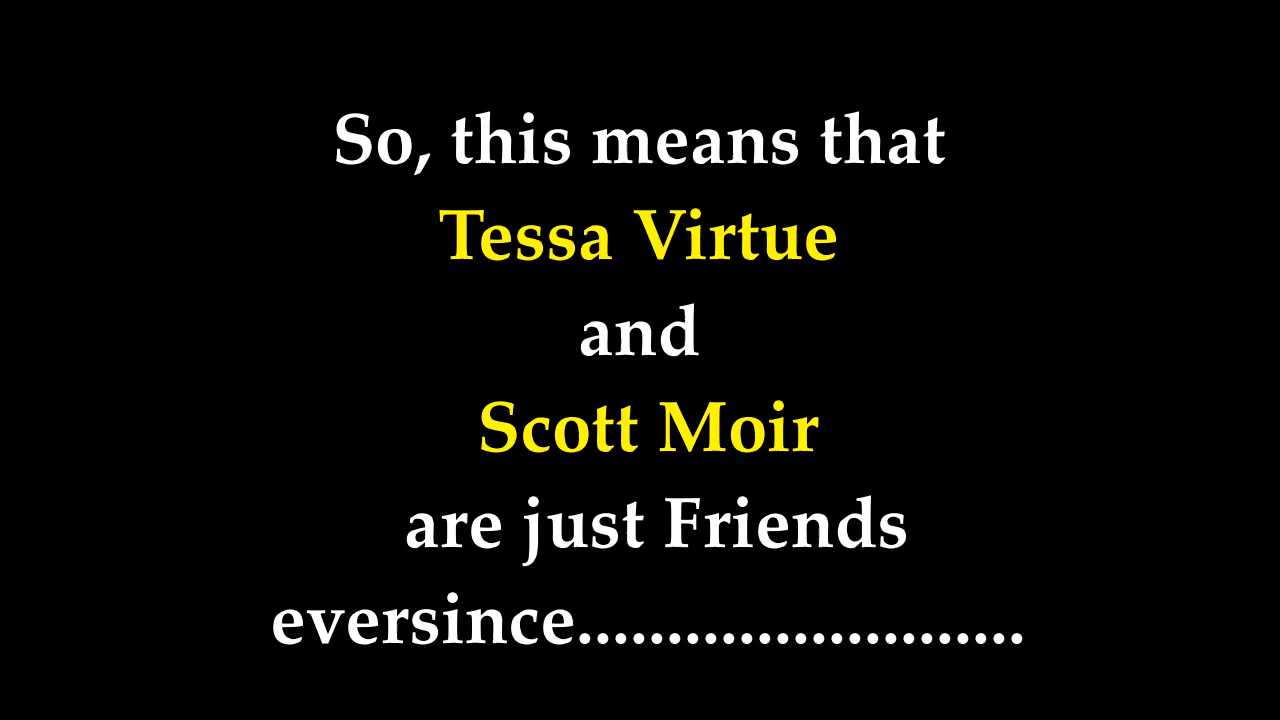 So, this means that
Tessa Virtue
and
Scott Moir
are just Friends
eversince.........................